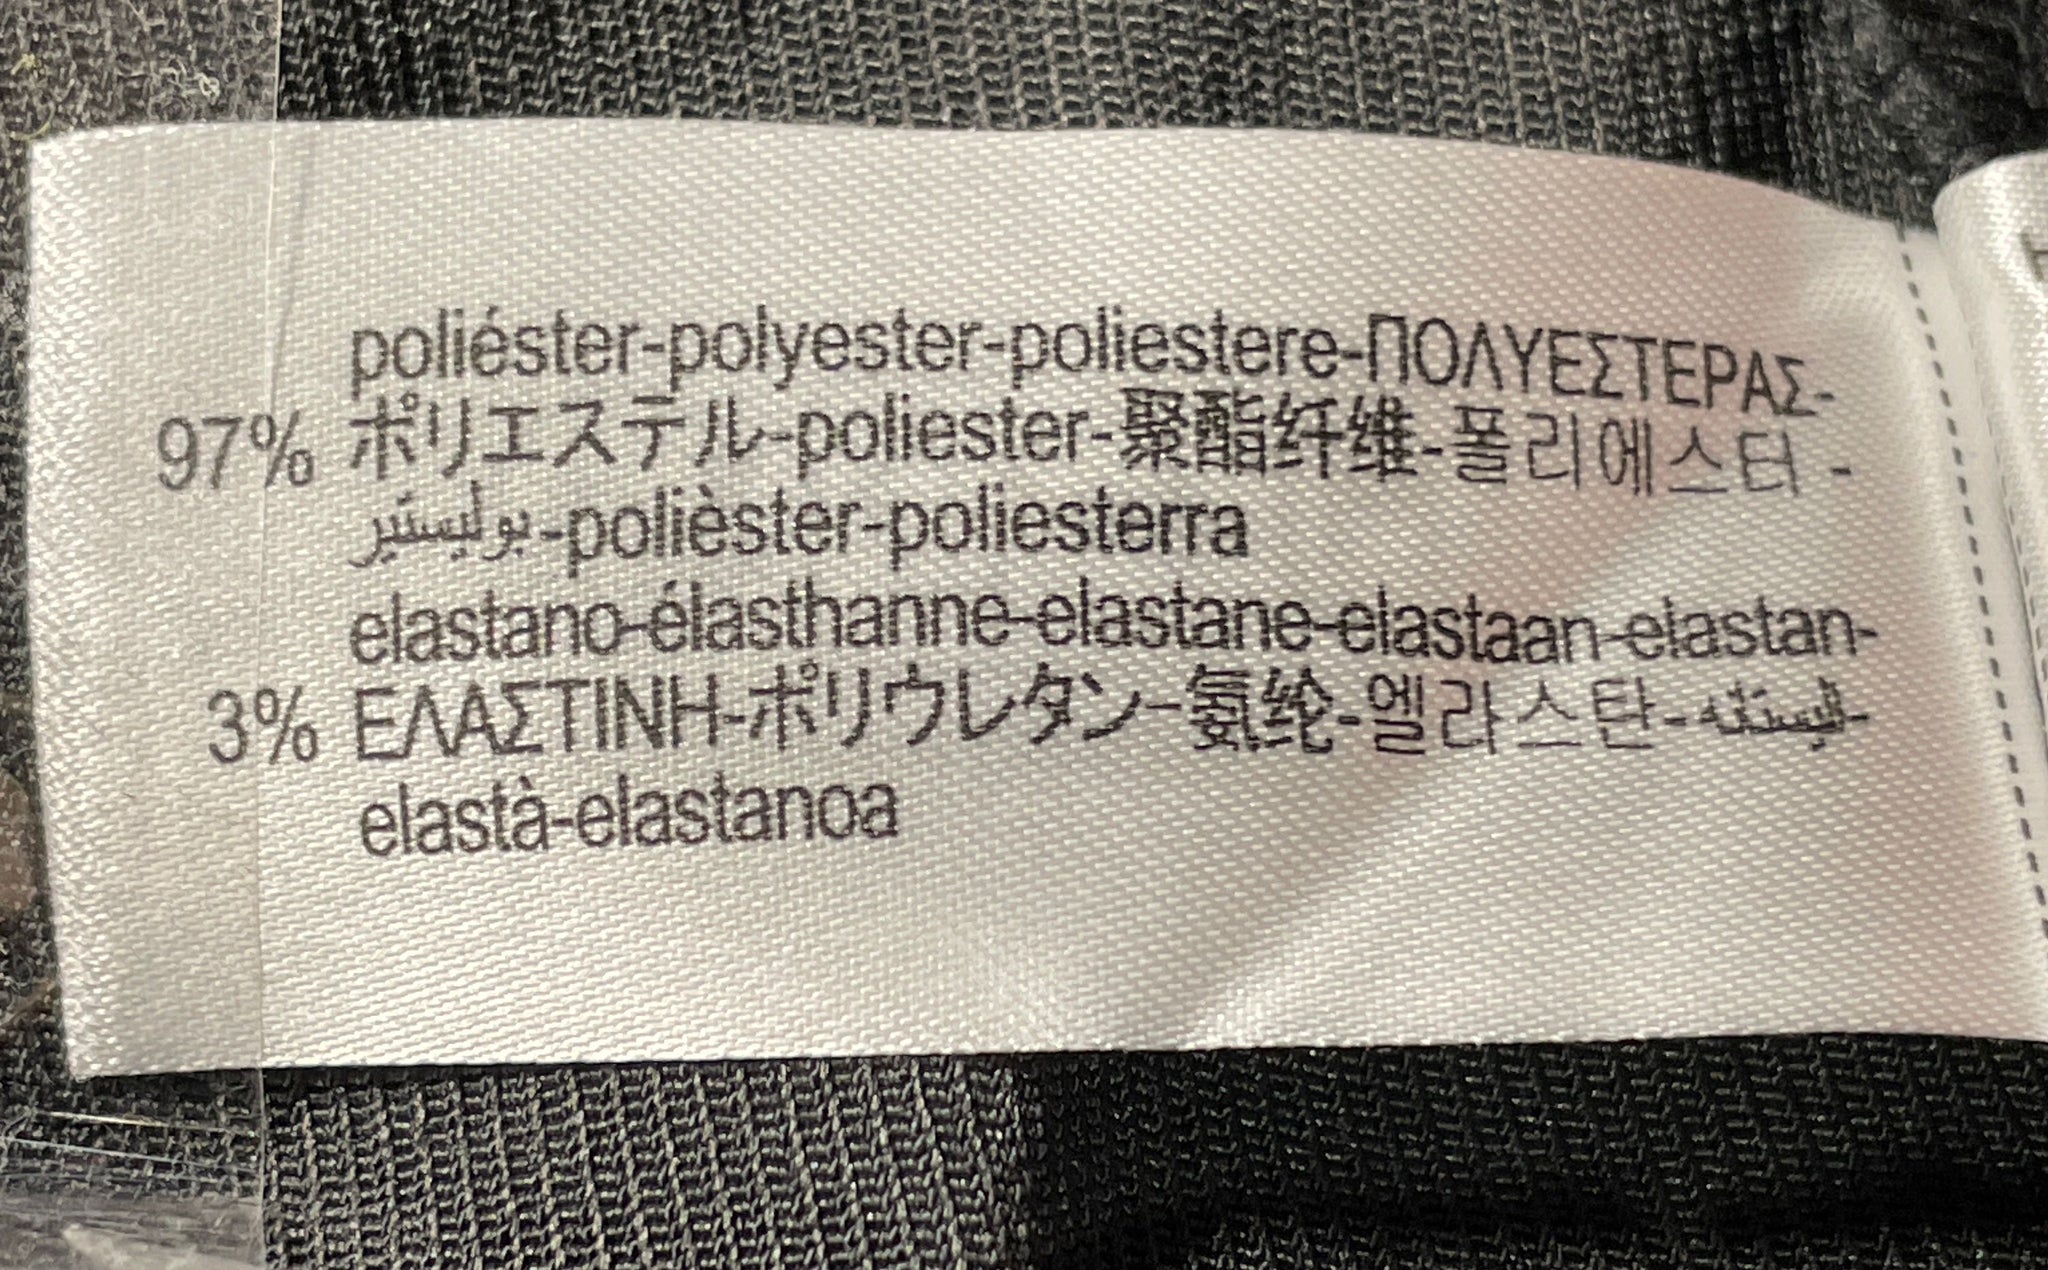 poliéster-polyester-poliestere-ΠΟΛΥΕΣΤΕΡΑΣ-
97% ポリエステル-poliester-聚酯纤维-폴리에스터 -
بوليستير-polièster-poliesterra
elastano-élasthanne-elastane-elastaan-elastan-
3% ΕΛΑΣΤΙΝΗ-ポリウレタン-氨纶-엘라스탄-
elastà-elastanoa